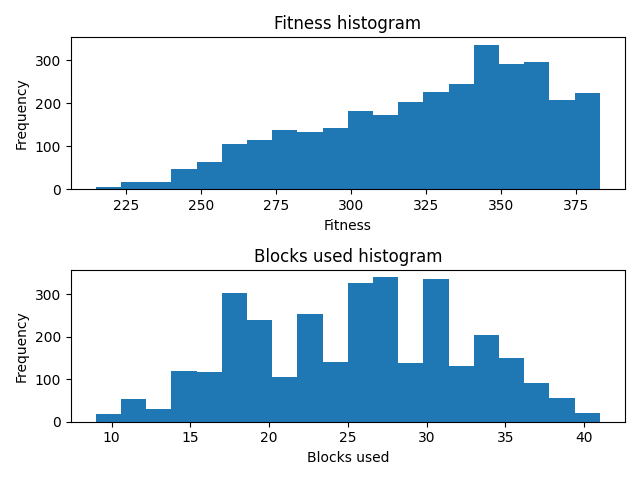 Fitness histogram
300
200
100
0
Frequency
225 250 275 300 325 350 375
Fitness
Blocks used histogram
300
200
100
0
Frequency
10 15 20 25 30 35 40
Blocks used